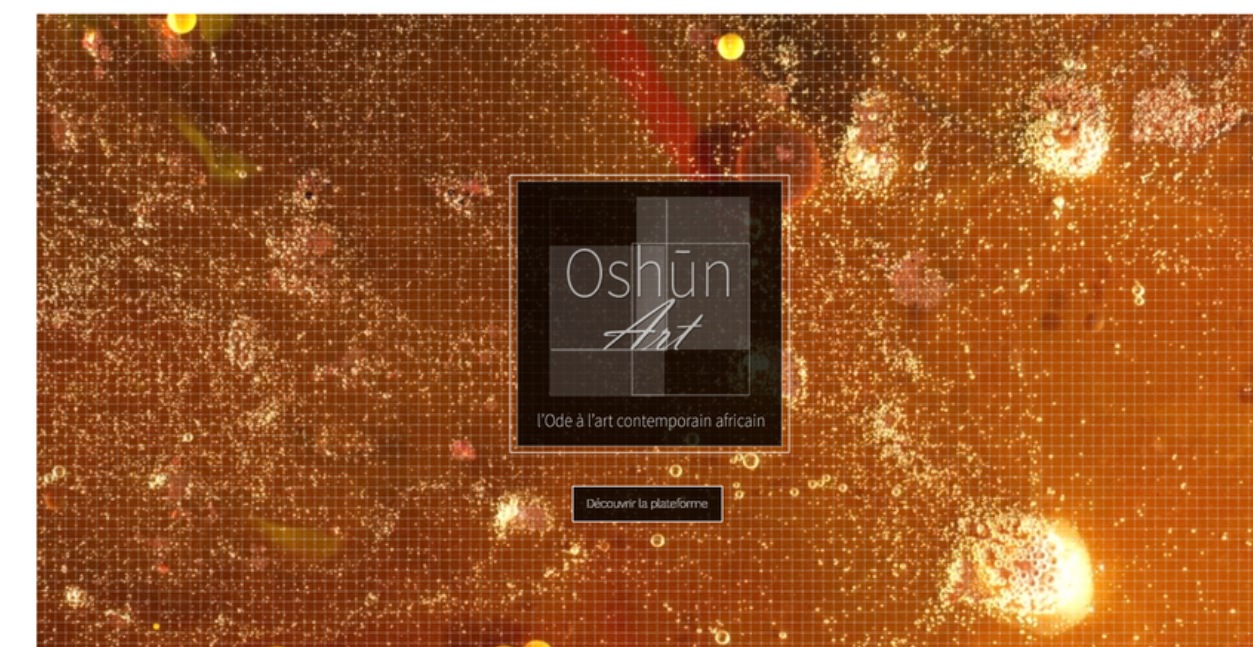 Oshūn
Art
l'Ode à l'art contemporain africain
Découvrir la plateforme